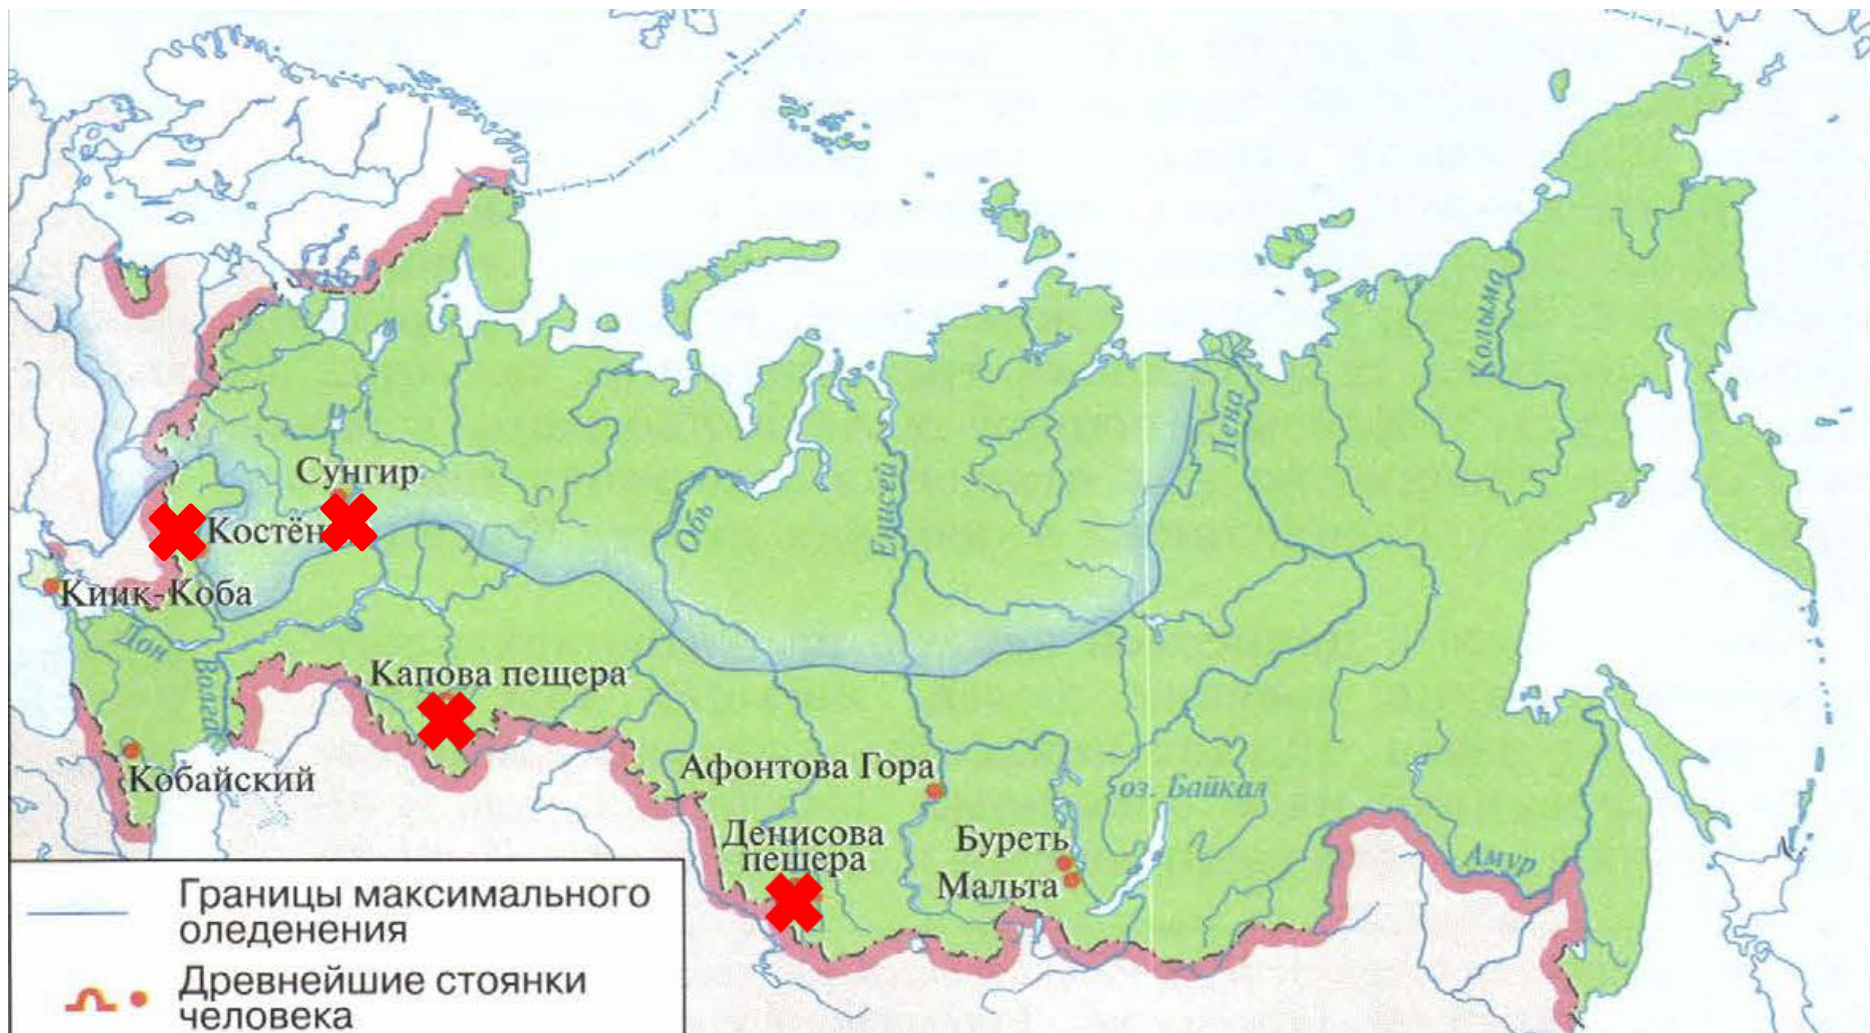 Сунгир
Костён
Киик-Коба
Дон
Волга
Капова пещера
Кобайский
Обь
Енисей
Лена
Колыма
Афонтова Гора
оз. Байкал
Денисова
пещера
Буреть
Мальта
Амур
Границы максимального
оледенения
Древнейшие стоянки
человека